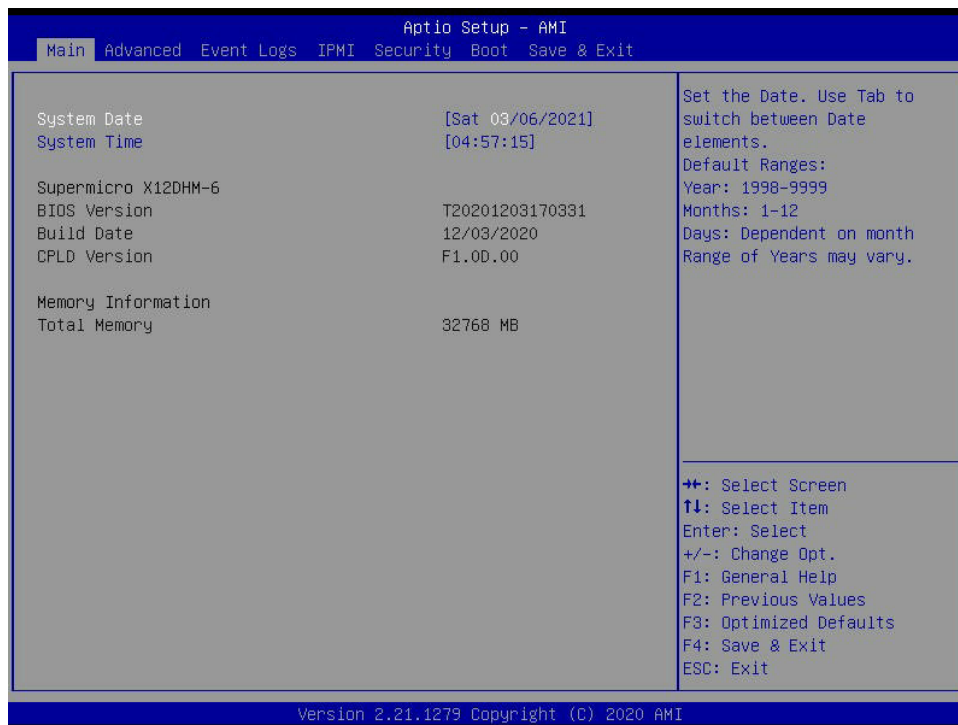 Aptio Setup – AMI
Main Advanced Event Logs IPMI Security Boot Save & Exit
System Date [Sat 03/06/2021]
System Time [04:57:15]
Supermicro X12DHM-6
BIOS Version T20201203170331
Build Date 12/03/2020
CPLD Version F1.0D.00
Memory Information
Total Memory 32768 MB
Set the Date. Use Tab to
switch between Date
elements.
Default Ranges:
Year: 1998-9999
Months: 1-12
Days: Dependent on month
Range of Years may vary.
→←: Select Screen
↑↓: Select Item
Enter: Select
+/-: Change Opt.
F1: General Help
F2: Previous Values
F3: Optimized Defaults
F4: Save & Exit
ESC: Exit
Version 2.21.1279 Copyright (C) 2020 AMI